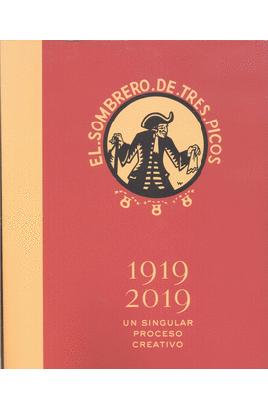 EL.SOMBRERO.DE.TRES.PICOS
1919
2019
UN SINGULAR
PROCESO
CREATIVO